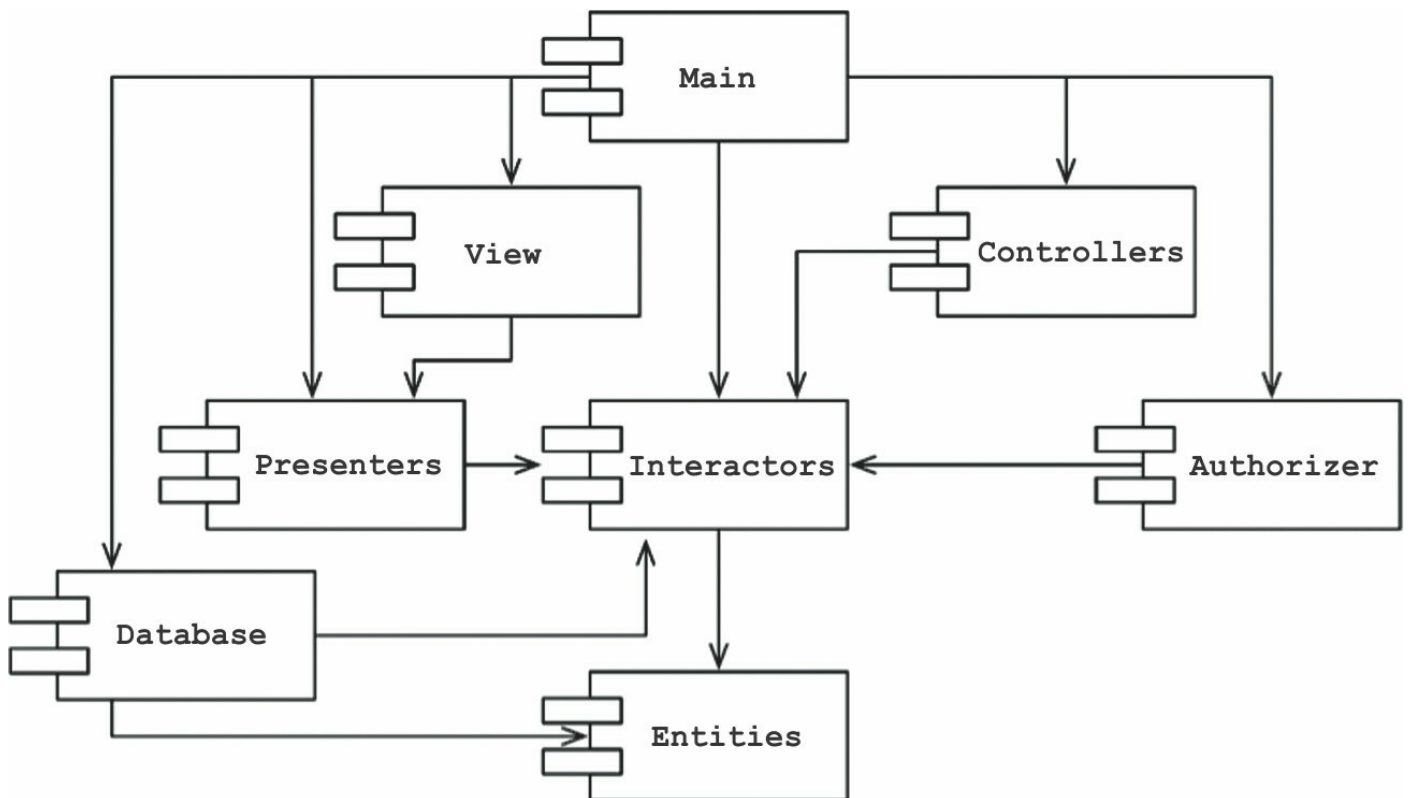 Main
View
Controllers
Presenters
Interactors
Authorizer
Database
Entities